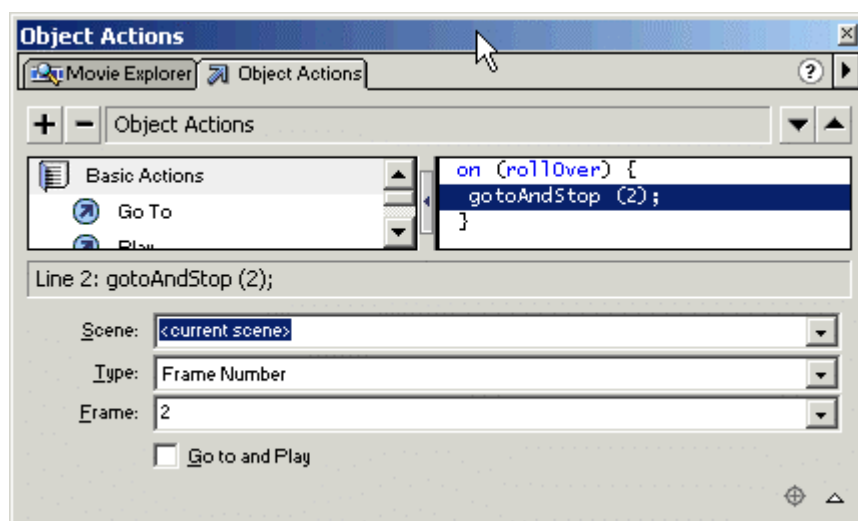 Object Actions
Movie Explorer Object Actions ?
+ - Object Actions
Basic Actions
Go To
Play
on (rollOver) {
gotoAndStop (2);
}
Line 2: gotoAndStop (2);
Scene: <current scene>
Type: Frame Number
Frame: 2
Go to and Play